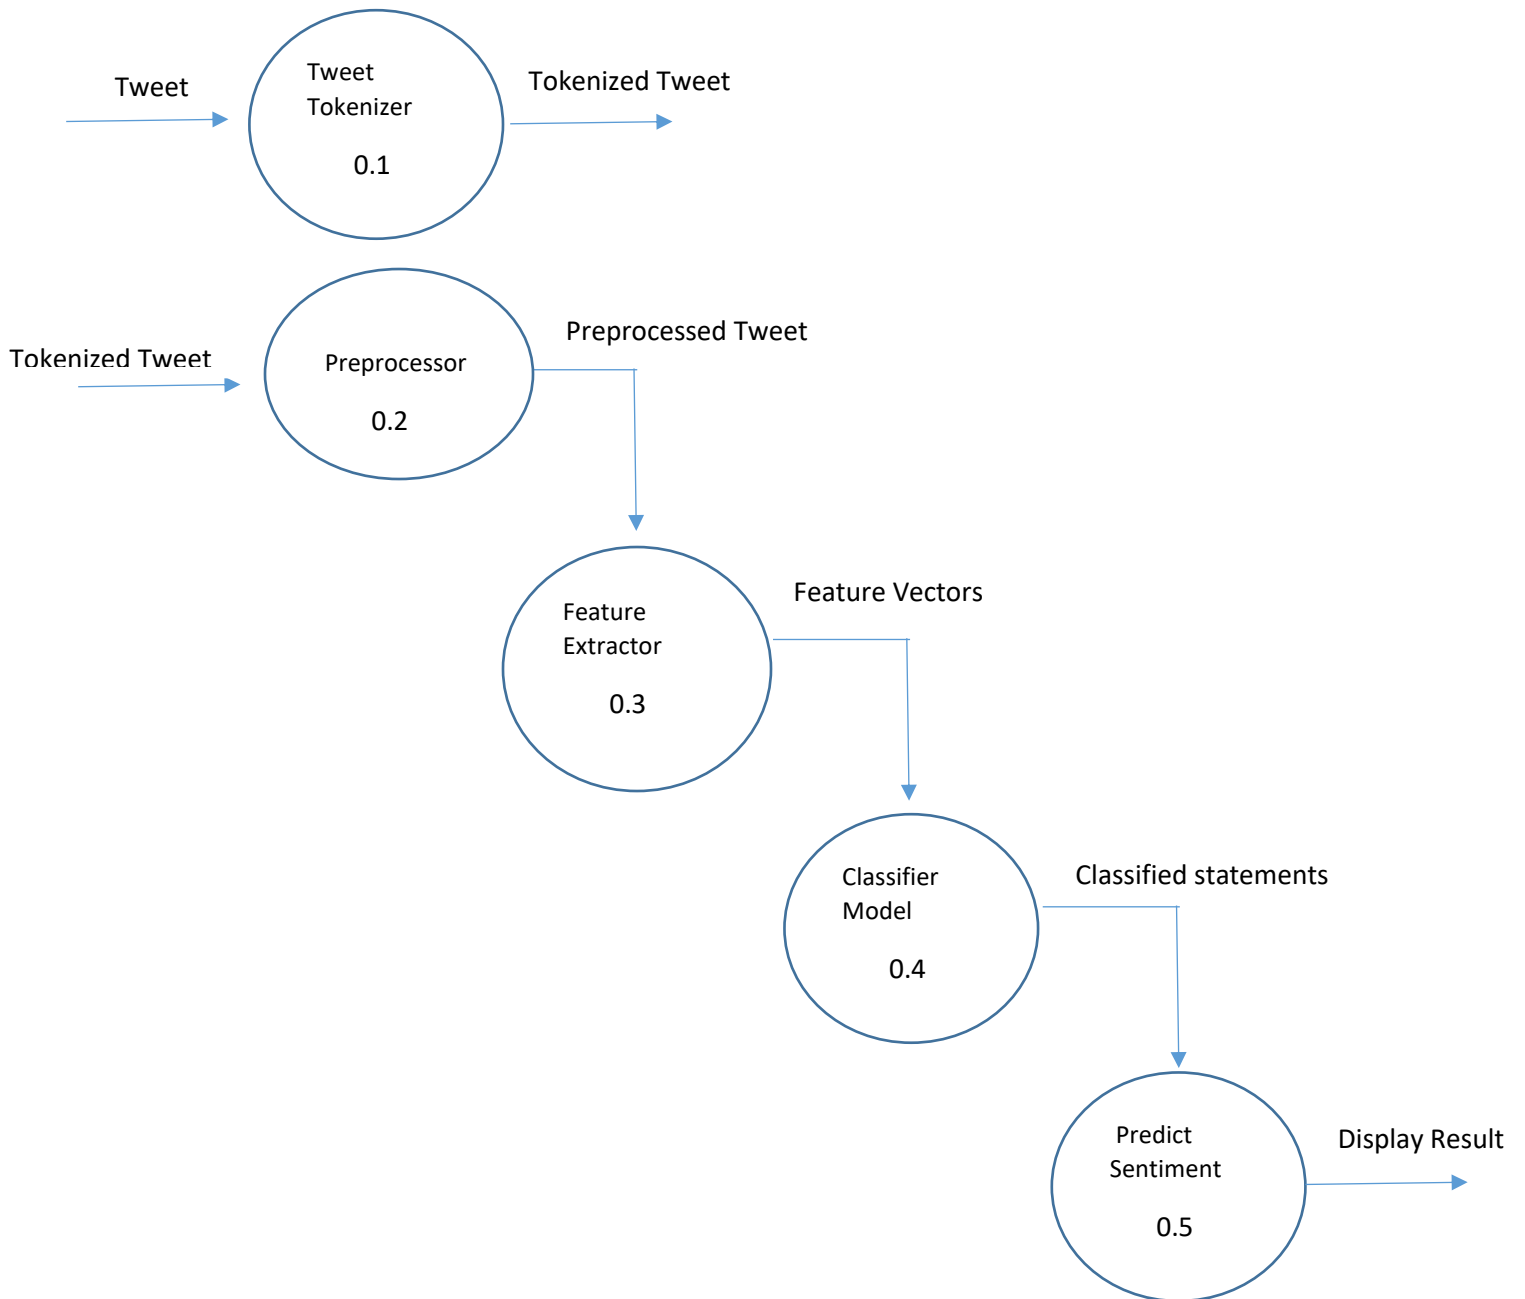 Tweet
Tweet
Tokenizer
0.1
Tokenized Tweet
Tokenized Tweet
Preprocessor
0.2
Preprocessed Tweet
Feature
Extractor
0.3
Feature Vectors
Classifier
Model
0.4
Classified statements
Predict
Sentiment
0.5
Display Result